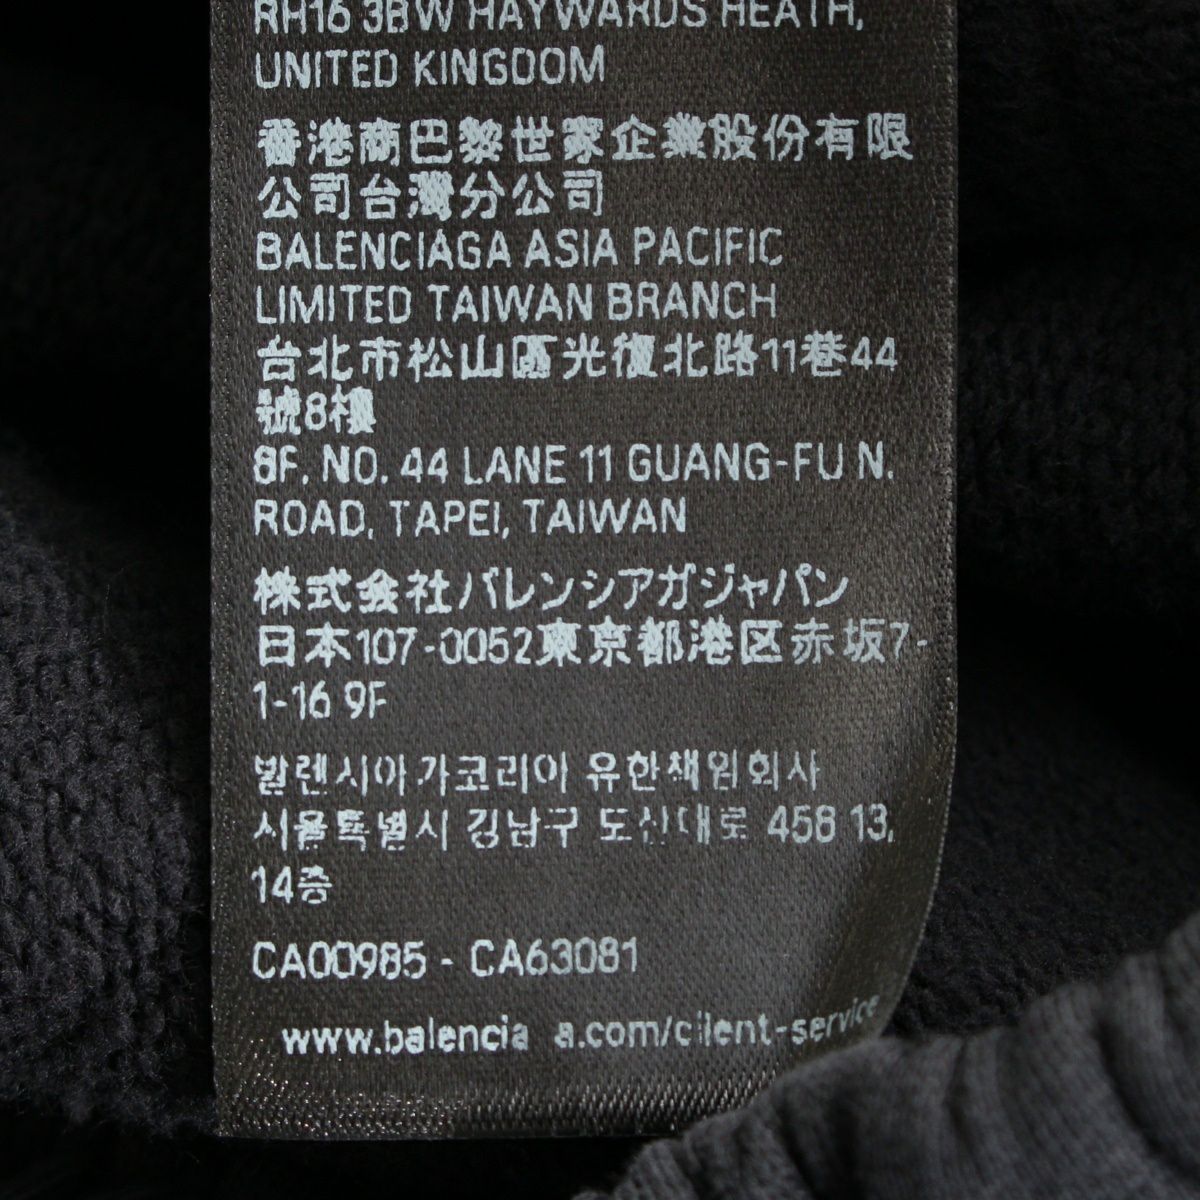 RH16 3BW HAYWARDS HEATH,
UNITED KINGDOM
香港商巴黎世家企業股份有限
公司台灣分公司
BALENCIAGA ASIA PACIFIC
LIMITED TAIWAN BRANCH
台北市松山區光復北路11巷44
號8樓
8F, NO. 44 LANE 11 GUANG-FU N.
ROAD, TAPEI, TAIWAN
株式会社バレンシアガジャパン
日本107-0052東京都港区赤坂7-
1-16 9F
발렌시아가코리아 유한책임회사
서울특별시 강남구 도산대로 458 13,
14층
CA00985 - CA63081
www.balencia a.com/client-service